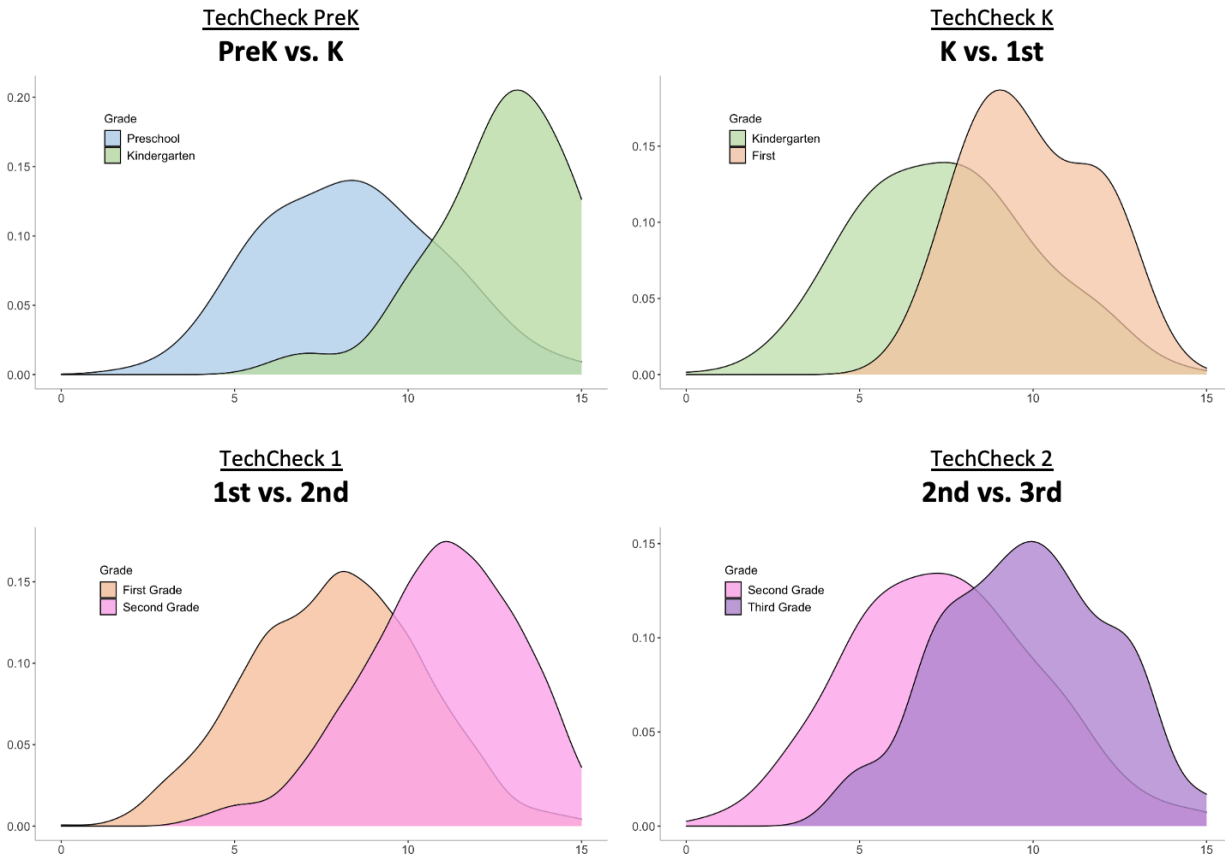 TechCheck PreK
PreK vs. K
0.20
0.15
0.10
0.05
0.00
Grade
Preschool
Kindergarten
0 5 10 15
TechCheck K
K vs. 1st
0.15
0.10
0.05
0.00
Grade
Kindergarten
First
0 5 10 15
TechCheck 1
1st vs. 2nd
0.15
0.10
0.05
0.00
Grade
First Grade
Second Grade
0 5 10 15
TechCheck 2
2nd vs. 3rd
0.15
0.10
0.05
0.00
Grade
Second Grade
Third Grade
0 5 10 15